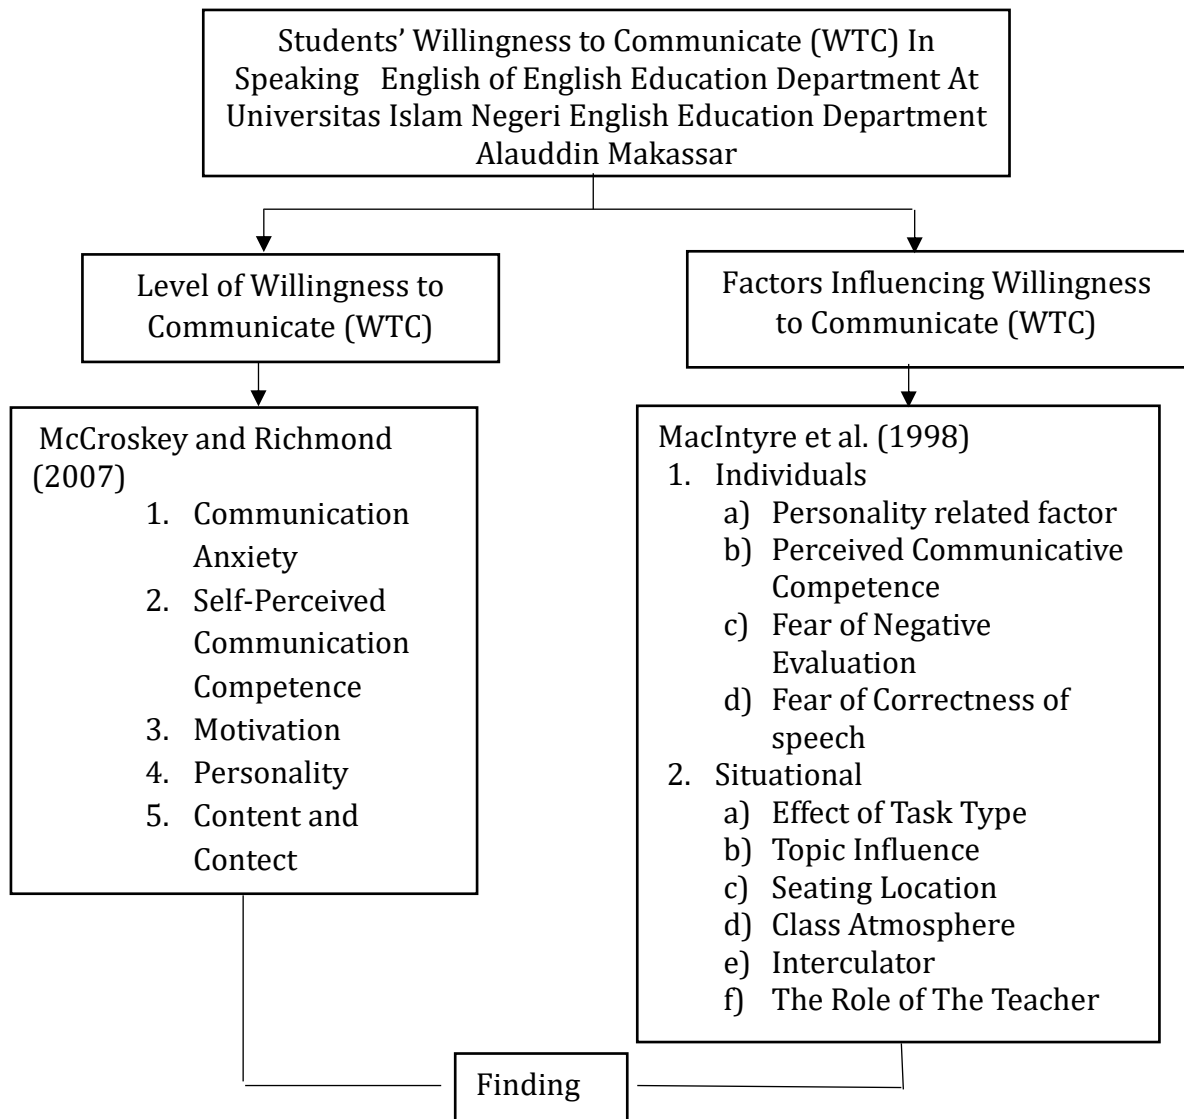 Students’ Willingness to Communicate (WTC) In
Speaking English of English Education Department At
Universitas Islam Negeri English Education Department
Alauddin Makassar
Level of Willingness to
Communicate (WTC)
Factors Influencing Willingness
to Communicate (WTC)
McCroskey and Richmond
(2007)
1. Communication
Anxiety
2. Self-Perceived
Communication
Competence
3. Motivation
4. Personality
5. Content and
Contect
MacIntyre et al. (1998)
1. Individuals
a) Personality related factor
b) Perceived Communicative
Competence
c) Fear of Negative
Evaluation
d) Fear of Correctness of
speech
2. Situational
a) Effect of Task Type
b) Topic Influence
c) Seating Location
d) Class Atmosphere
e) Interculator
f) The Role of The Teacher
Finding